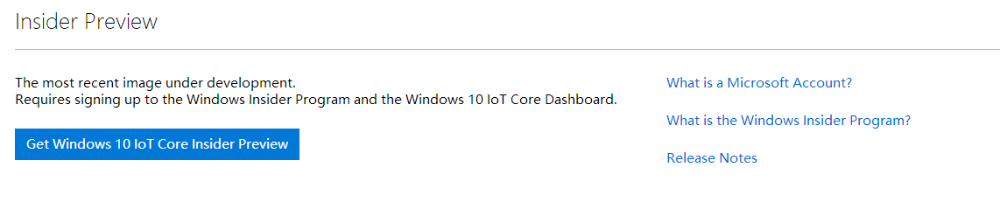 Insider Preview
The most recent image under development.
Requires signing up to the Windows Insider Program and the Windows 10 IoT Core Dashboard.
Get Windows 10 IoT Core Insider Preview
What is a Microsoft Account?
What is the Windows Insider Program?
Release Notes